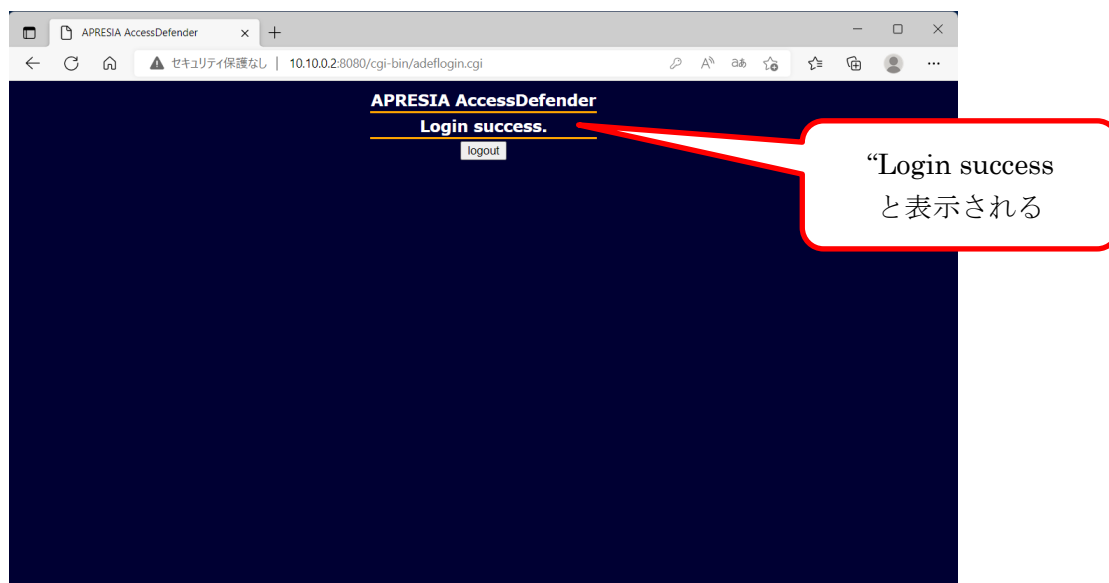 APRESIA AccessDefender
セキュリティ保護なし | 10.10.0.2:8080/cgi-bin/adeflogin.cgi
APRESIA AccessDefender
Login success.
logout
“Login success
と表示される